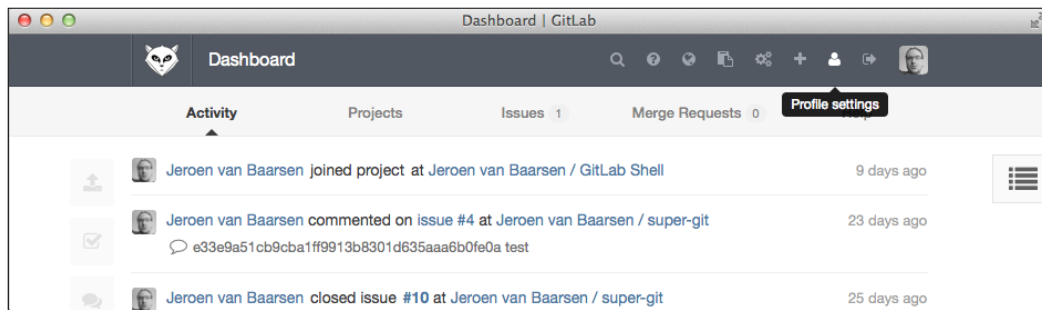 Dashboard | GitLab
Dashboard
Profile settings
Activity Projects Issues 1 Merge Requests 0
Jeroen van Baarsen joined project at Jeroen van Baarsen / GitLab Shell 9 days ago
Jeroen van Baarsen commented on issue #4 at Jeroen van Baarsen / super-git 23 days ago
e33e9a51cb9cba1ff9913b8301d635aaa6b0fe0a test
Jeroen van Baarsen closed issue #10 at Jeroen van Baarsen / super-git 25 days ago